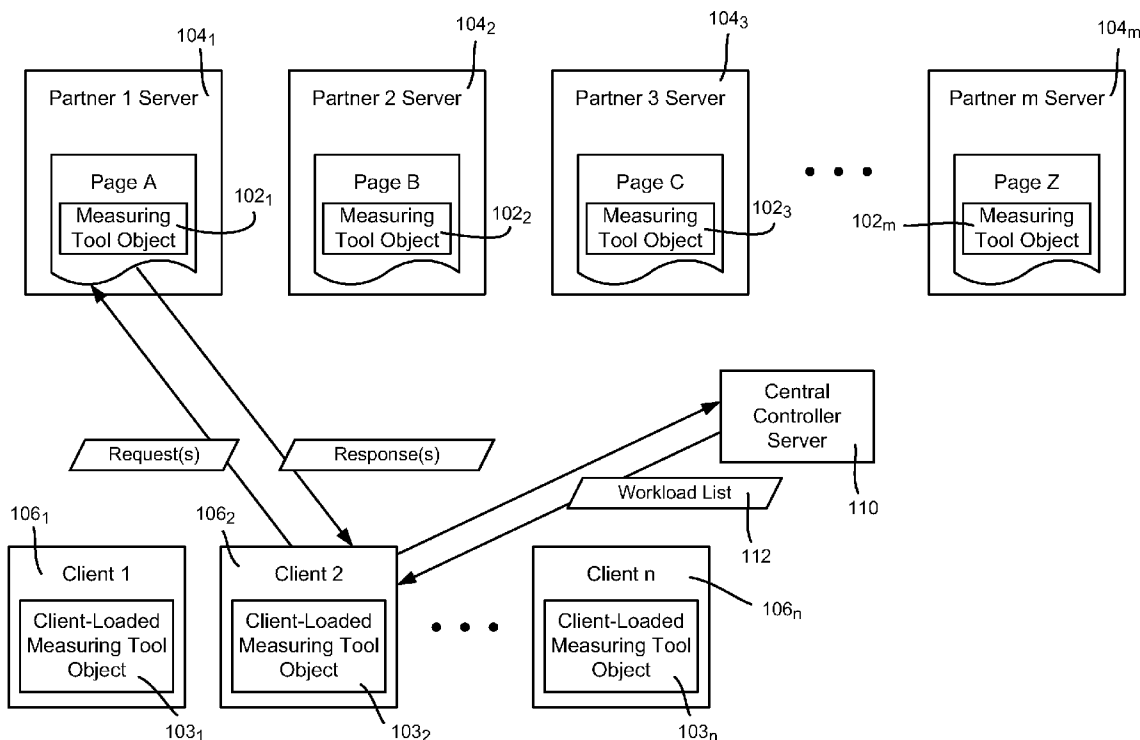 104₁
104₂
104₃
104ₘ
Partner 1 Server
Partner 2 Server
Partner 3 Server
Partner m Server
Page A
Page B
Page C
Page Z
102₁
102₂
102₃
102ₘ
Measuring
Tool Object
Measuring
Tool Object
Measuring
Tool Object
Measuring
Tool Object
Central
Controller
Server
110
Request(s)
Response(s)
Workload List
112
106₁
106₂
106ₙ
Client 1
Client 2
Client n
Client-Loaded
Measuring Tool
Object
Client-Loaded
Measuring Tool
Object
Client-Loaded
Measuring Tool
Object
103₁
103₂
103ₙ